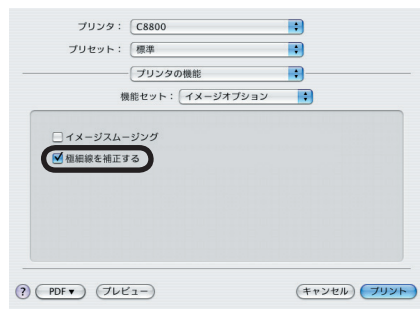 プリンタ： C8800
プリセット： 標準
プリンタの機能
機能セット： イメージオプション
イメージスムージング
極細線を補正する
? PDF▼ プレビュー キャンセル プリント